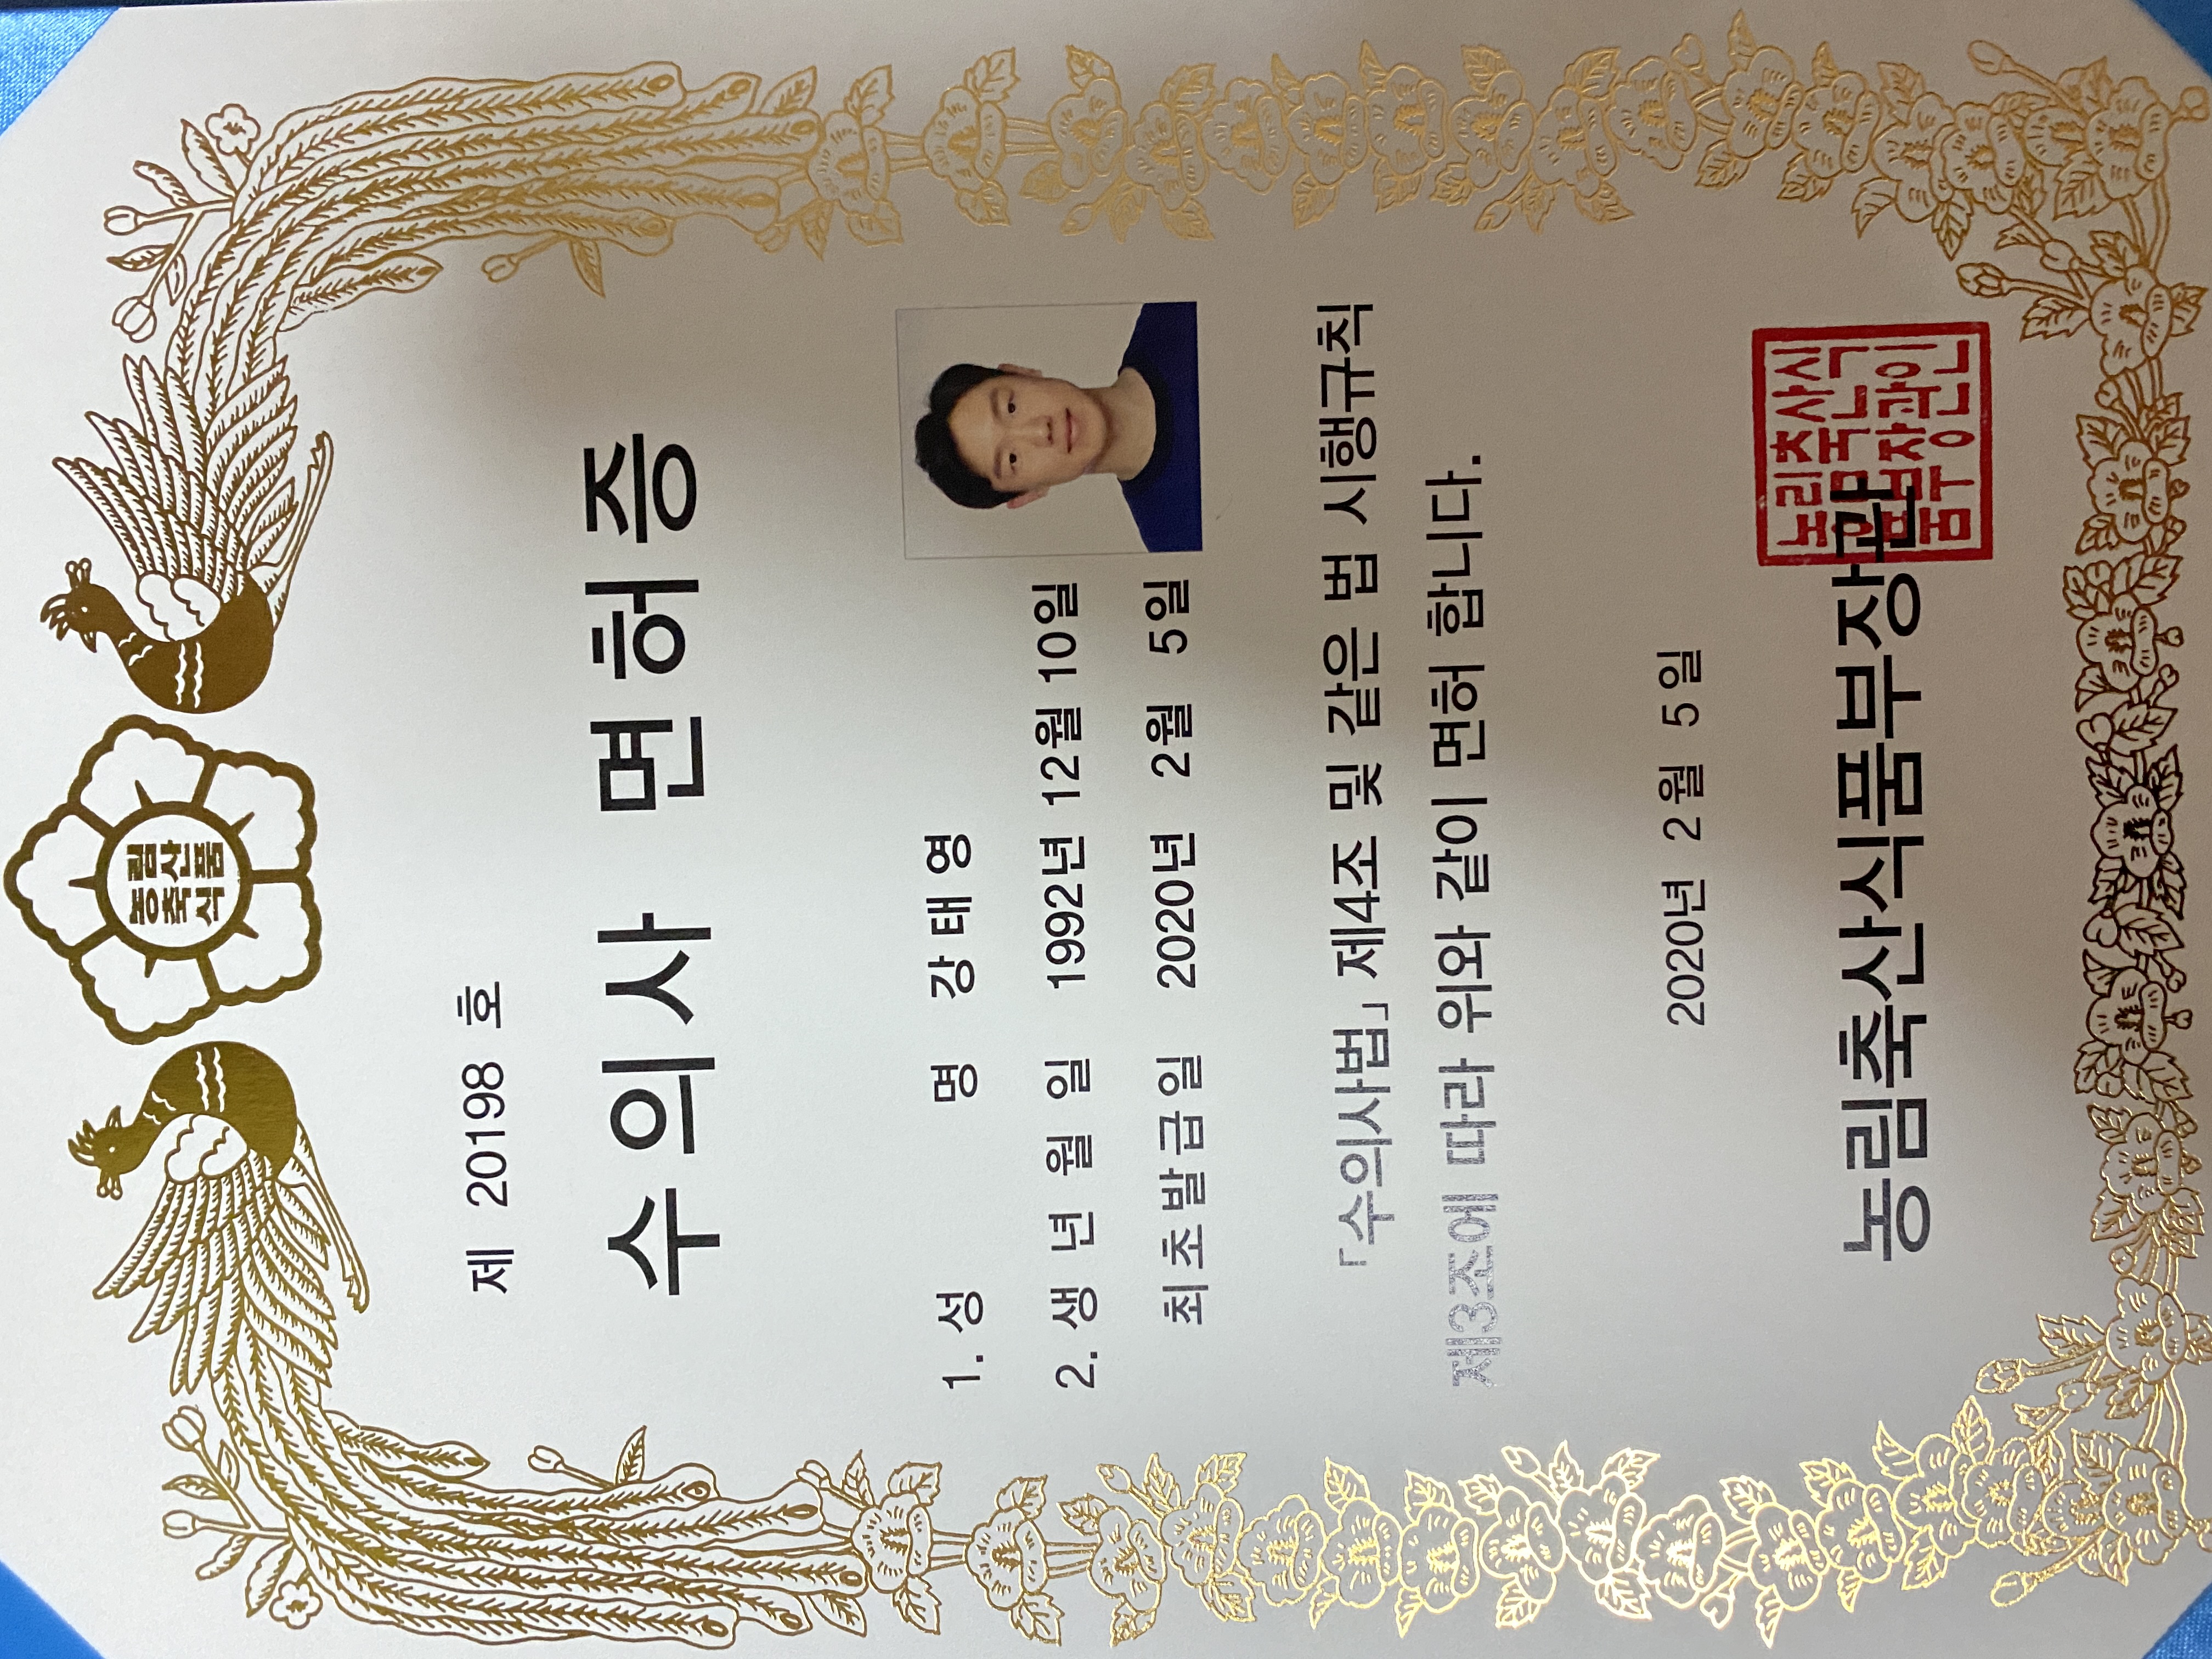 농림
축산
식품
제 20198 호
수의사 면허증
1. 성 명 강태영
2. 생년월일 1992년 12월 10일
최초발급일 2020년 2월 5일
「수의사법」 제4조 및 같은 법 시행규칙
제3조에 따라 위와 같이 면허 합니다.
2020년 2월 5일
농림축산식품부장관
농림축산식
품부장관인